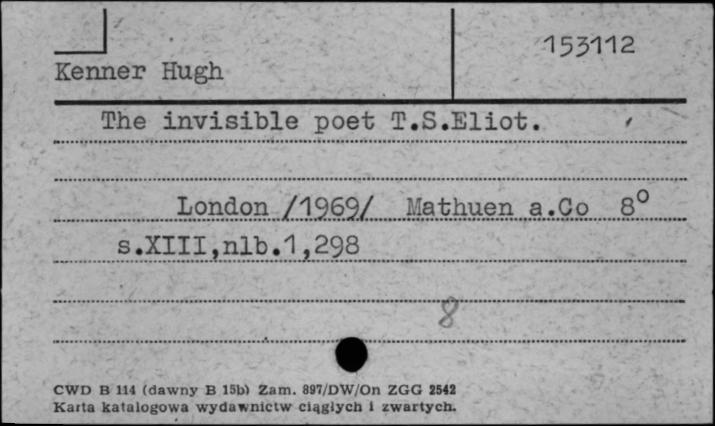 153112
Kenner Hugh
The invisible poet T.S.Eliot.
London /1969/ Mathuen a.Co 8°
s.XIII,nlb.1,298
8
CWD B 114 (dawny B 15b) Zam. 897/DW/On ZGG 2542
Karta katalogowa wydawnictw ciągłych i zwartych.